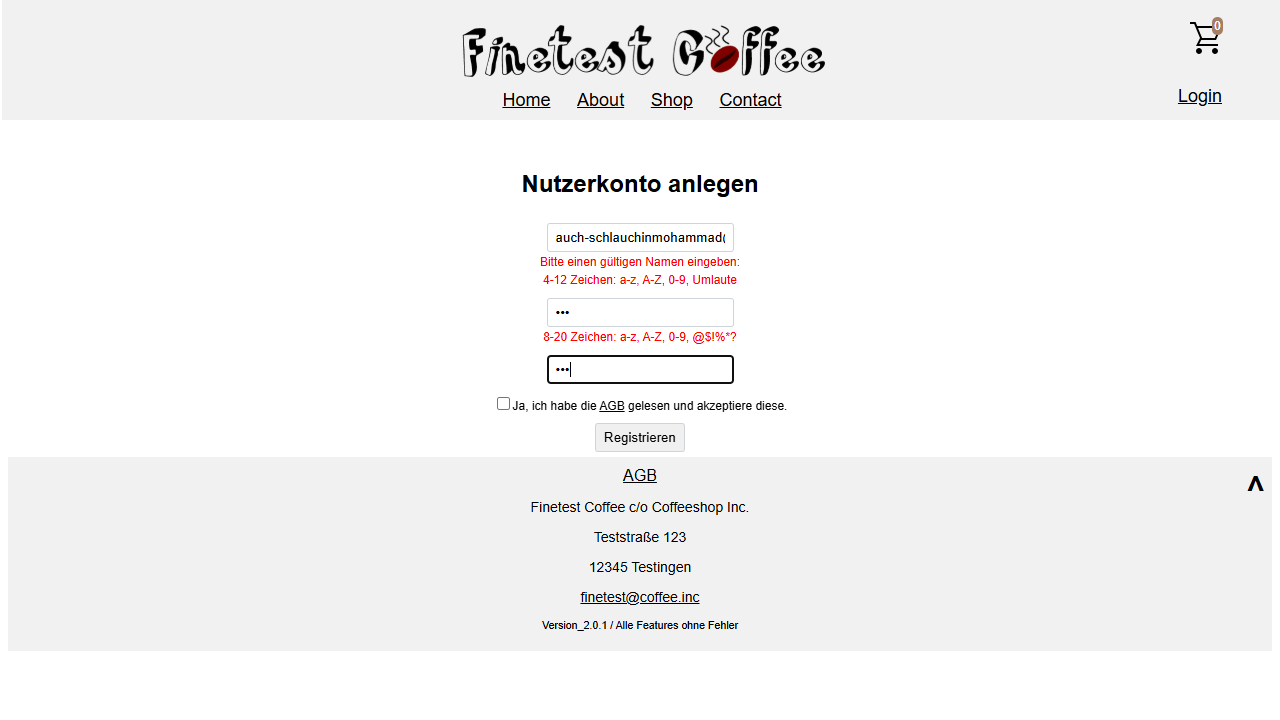 Finetest Coffee
0
Home About Shop Contact
Login
Nutzerkonto anlegen
auch-schlauchinmohammad(
Bitte einen gültigen Namen eingeben:
4-12 Zeichen: a-z, A-Z, 0-9, Umlaute
•••
8-20 Zeichen: a-z, A-Z, 0-9, @$!%*?
•••
Ja, ich habe die AGB gelesen und akzeptiere diese.
Registrieren
AGB
^
Finetest Coffee c/o Coffeeshop Inc.
Teststraße 123
12345 Testingen
finetest@coffee.inc
Version_2.0.1 / Alle Features ohne Fehler